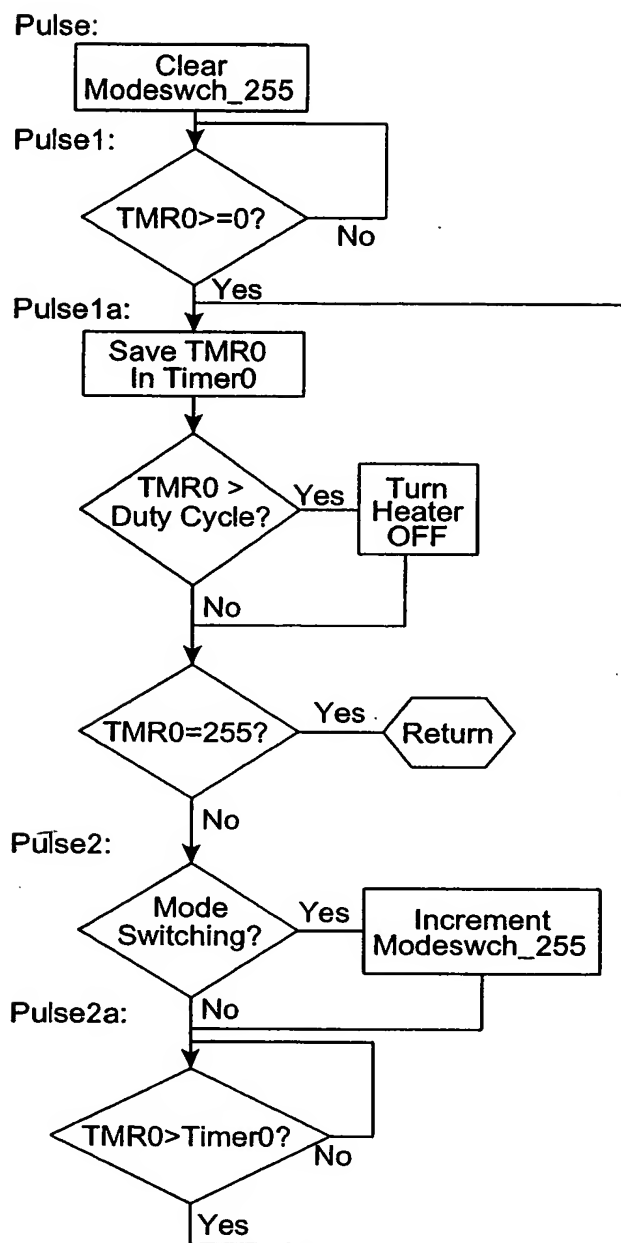 Pulse:
Clear
Modeswch_255
Pulse1:
TMR0>=0?
No
Yes
Pulse1a:
Save TMR0
In Timer0
TMR0 >
Duty Cycle?
Yes
Turn
Heater
OFF
No
TMR0=255?
Yes
Return
No
Pulse2:
Mode
Switching?
Yes
Increment
Modeswch_255
No
Pulse2a:
TMR0>Timer0?
No
Yes